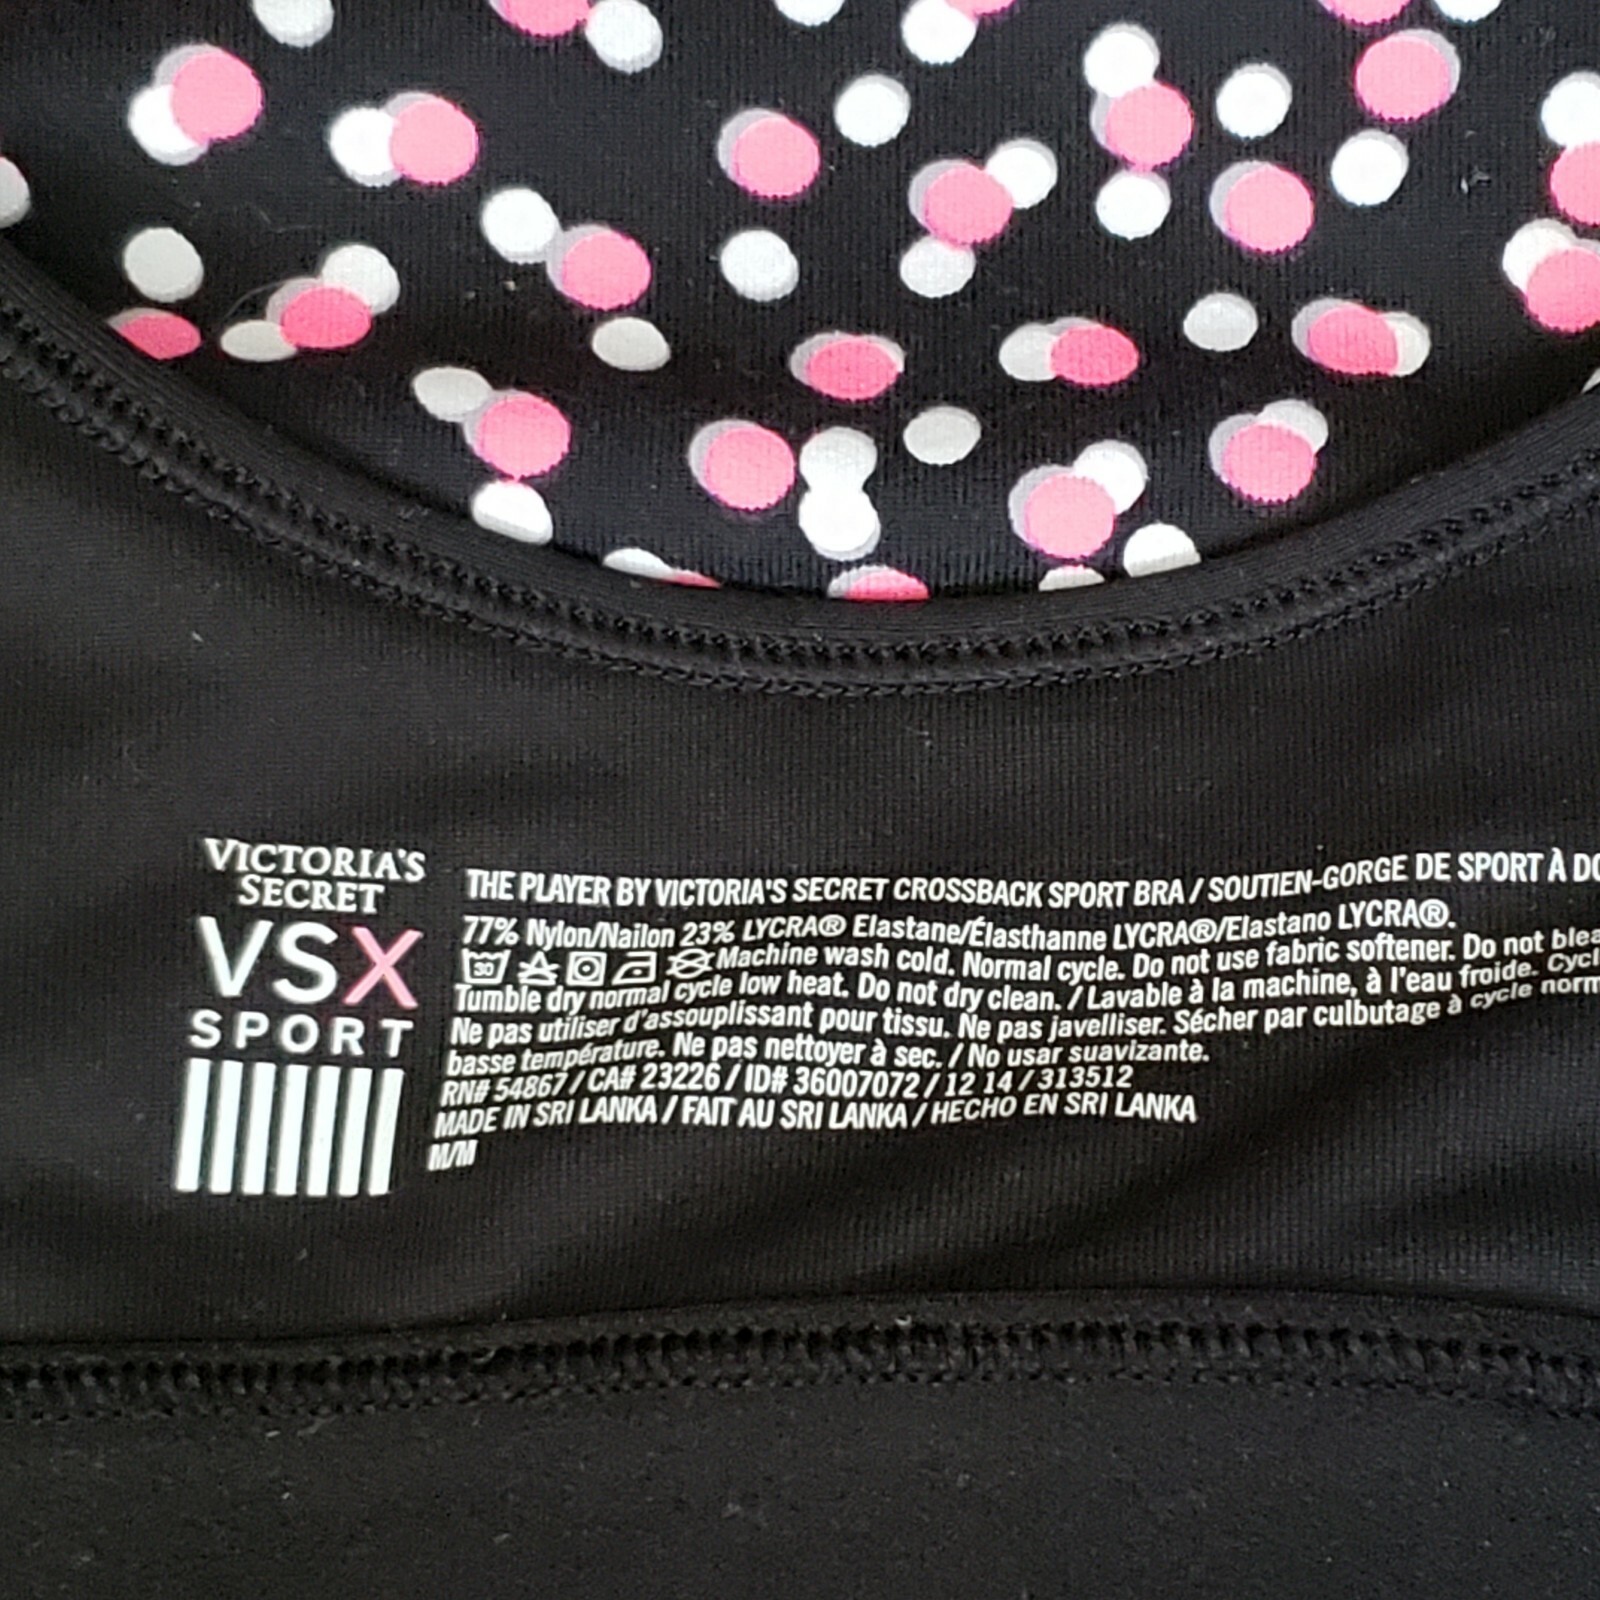 VICTORIA'S
SECRET
VSX
SPORT
THE PLAYER BY VICTORIA'S SECRET CROSSBACK SPORT BRA / SOUTIEN-GORGE DE SPORT À DO
77% Nylon/Nailon 23% LYCRA® Elastane/Élasthanne LYCRA®/Elastano LYCRA®.
30 Machine wash cold. Normal cycle. Do not use fabric softener. Do not blea
Tumble dry normal cycle low heat. Do not dry clean. / Lavable à la machine, à l'eau froide. Cycl
Ne pas utiliser d'assouplissant pour tissu. Ne pas javelliser. Sécher par culbutage à cycle norm
basse température. Ne pas nettoyer à sec. / No usar suavizante.
RN# 54867 / CA# 23226 / ID# 36007072 / 12 14 / 313512
MADE IN SRI LANKA / FAIT AU SRI LANKA / HECHO EN SRI LANKA
M/M